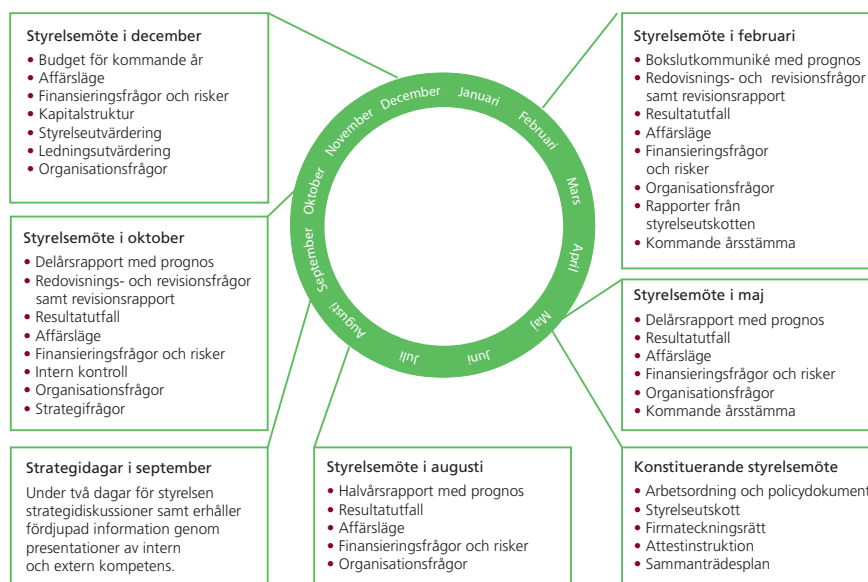 Styrelsemöte i december
• Budget för kommande år
• Affärsläge
• Finansieringsfrågor och risker
• Kapitalstruktur
• Styrelseutvärdering
• Ledningsutvärdering
• Organisationsfrågor
Styrelsemöte i februari
• Bokslutkommuniké med prognos
• Redovisnings- och revisionsfrågor
samt revisionsrapport
• Resultatutfall
• Affärsläge
• Finansieringsfrågor
och risker
• Organisationsfrågor
• Rapporter från
styrelseutskotten
• Kommande årsstämma
Januari
Februari
Mars
April
Maj
Juni
Juli
Augusti
September
Oktober
November
December
Styrelsemöte i oktober
• Delårsrapport med prognos
• Redovisnings- och revisionsfrågor
samt revisionsrapport
• Resultatutfall
• Affärsläge
• Finansieringsfrågor och risker
• Intern kontroll
• Organisationsfrågor
• Strategifrågor
Styrelsemöte i maj
• Delårsrapport med prognos
• Resultatutfall
• Affärsläge
• Finansieringsfrågor och risker
• Organisationsfrågor
• Kommande årsstämma
Strategidagar i september
Under två dagar för styrelsen
strategidiskussioner samt erhåller
fördjupad information genom
presentationer av intern
och extern kompetens.
Styrelsemöte i augusti
• Halvårsrapport med prognos
• Resultatutfall
• Affärsläge
• Finansieringsfrågor och risker
• Organisationsfrågor
Konstituerande styrelsemöte
• Arbetsordning och policydokument
• Styrelseutskott
• Firmateckningsrätt
• Attestinstruktion
• Sammanträdesplan